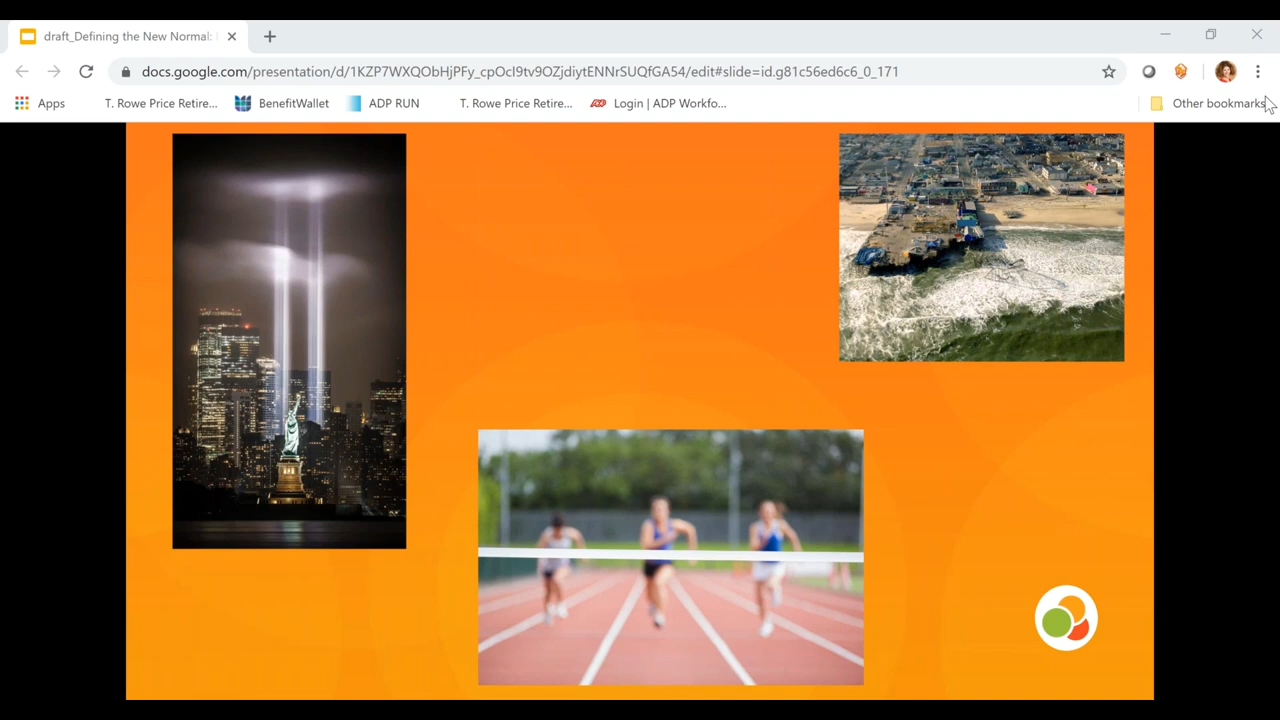 draft_Defining the New Normal:
docs.google.com/presentation/d/1KZP7WXQObHjPFy_cpOcI9tv9OZjdiytENNrSUQfGA54/edit#slide=id.g81c56ed6c6_0_171
Apps T. Rowe Price Retire... BenefitWallet ADP RUN T. Rowe Price Retire... Login | ADP Workfo... Other bookmarks